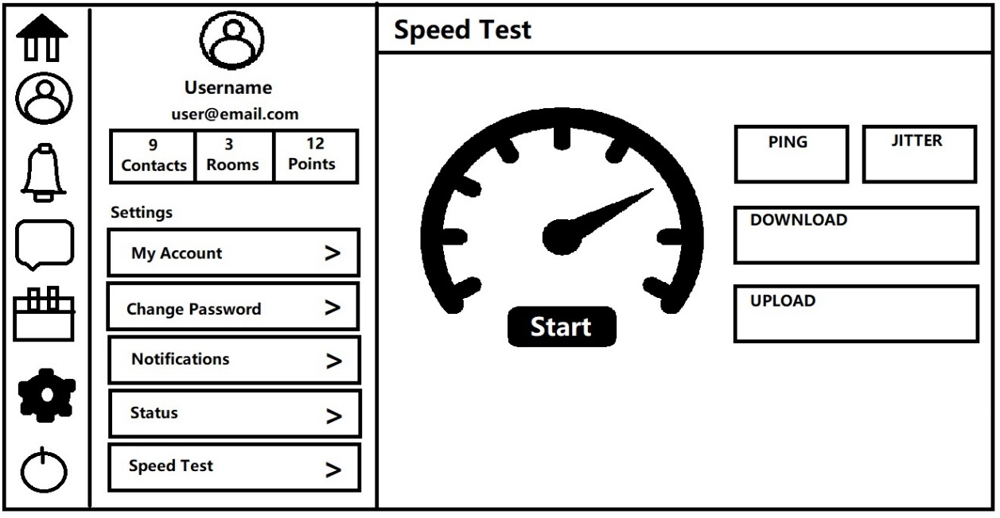 Username
user@email.com
9 3 12
Contacts Rooms Points
Settings
My Account >
Change Password >
Notifications >
Status >
Speed Test >
Speed Test
Start
PING JITTER
DOWNLOAD
UPLOAD